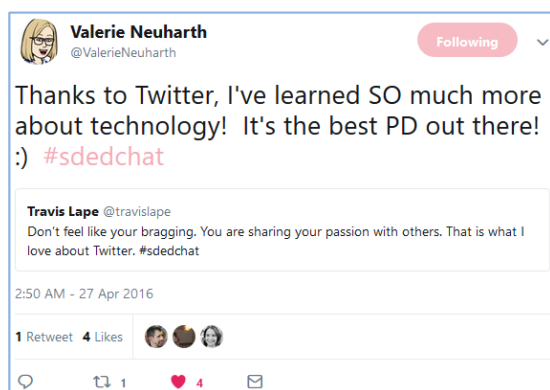 Valerie Neuharth
@ValerieNeuharth
Following
Thanks to Twitter, I've learned SO much more
about technology!  It's the best PD out there!
:)  #sdedchat
Travis Lape @travislape
Don't feel like your bragging. You are sharing your passion with others. That is what I
love about Twitter. #sdedchat
2:50 AM - 27 Apr 2016
1 Retweet  4 Likes
1  4